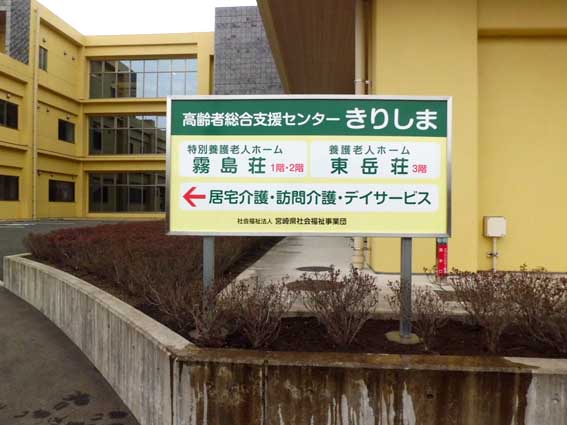 高齢者総合支援センター きりしま
特別養護老人ホーム
霧島荘 1階・2階
養護老人ホーム
東岳荘 3階
← 居宅介護・訪問介護・デイサービス
社会福祉法人 宮崎県社会福祉事業団